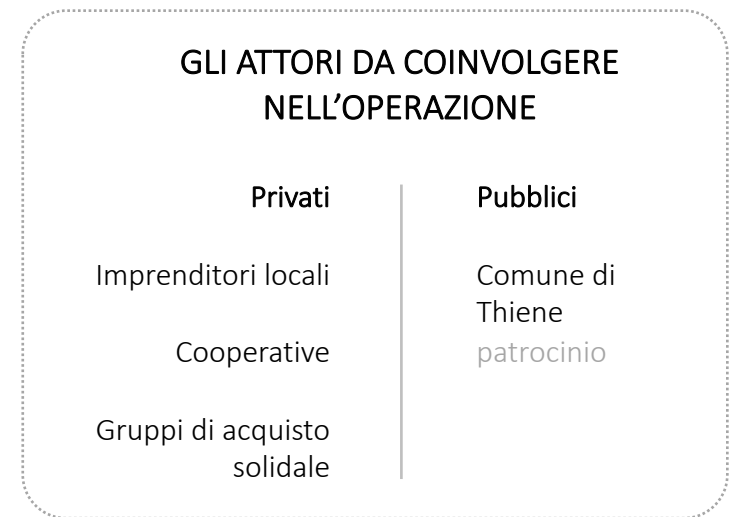 GLI ATTORI DA COINVOLGERE
NELL’OPERAZIONE
Privati
Imprenditori locali
Cooperative
Gruppi di acquisto
solidale
Pubblici
Comune di
Thiene
patrocinio